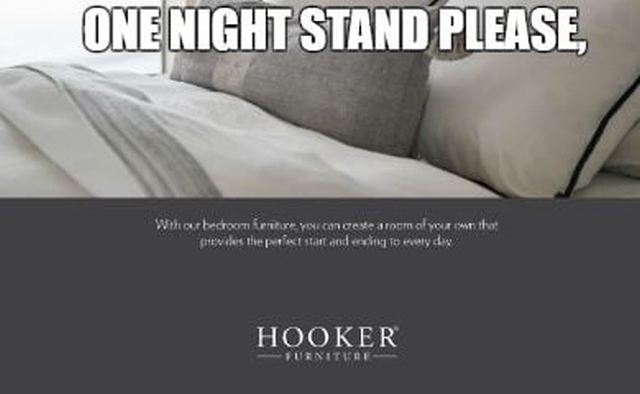 ONE NIGHT STAND PLEASE,
With our bedroom furniture, you can create a room of your own that
provides the perfect start and ending to every day.
HOOKER®
FURNITURE